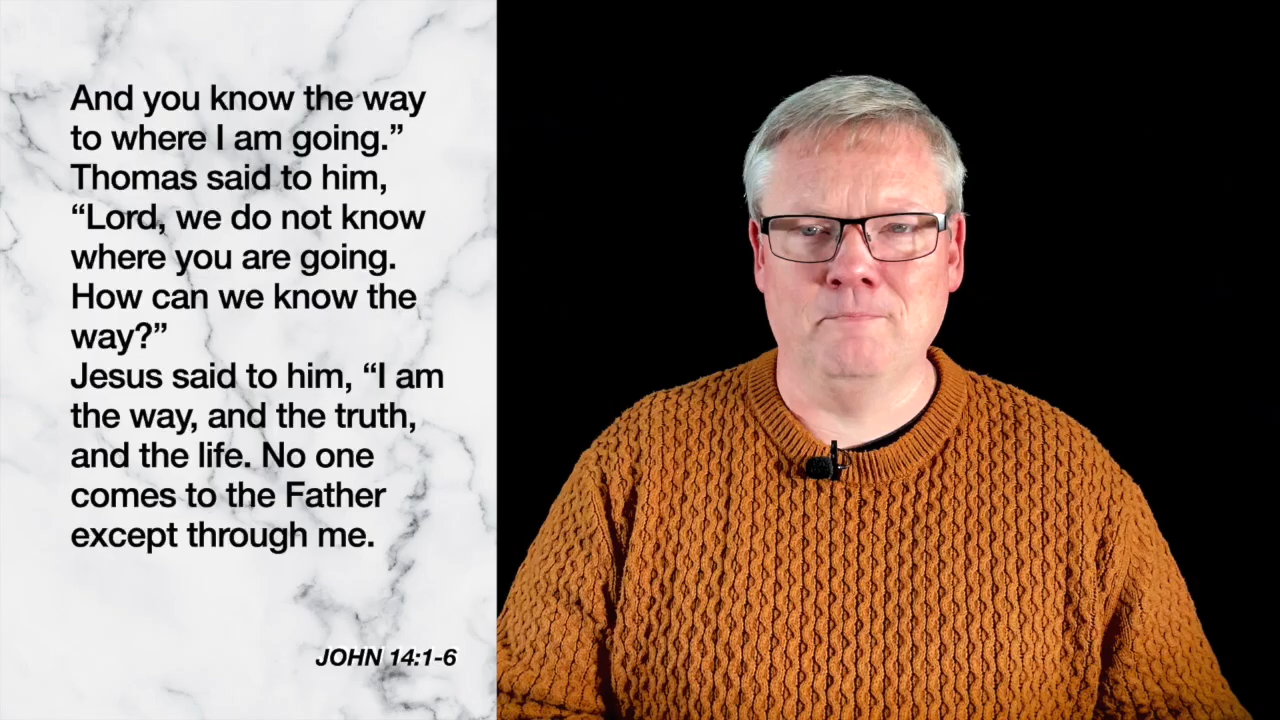 And you know the way
to where I am going.”
Thomas said to him,
“Lord, we do not know
where you are going.
How can we know the
way?”
Jesus said to him, “I am
the way, and the truth,
and the life. No one
comes to the Father
except through me.
JOHN 14:1-6